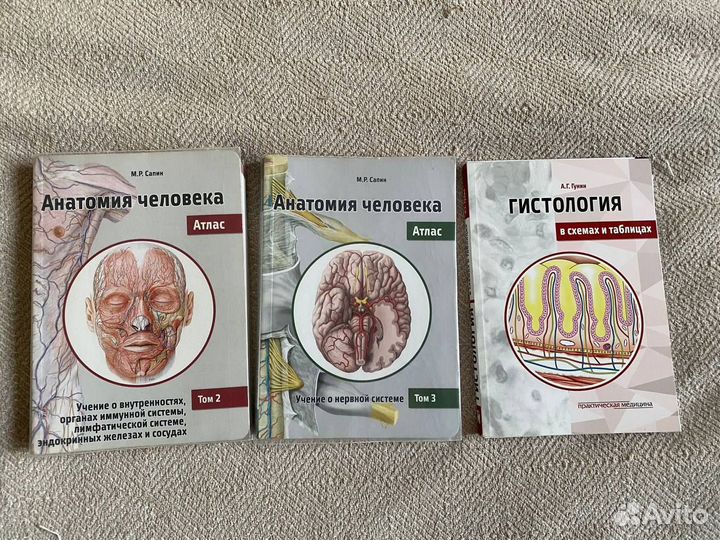 М.Р. Сапин
Анатомия человека
Атлас
Том 2
Учение о внутренностях,
органах иммунной системы,
лимфатической системе,
эндокринных железах и сосудах
М.Р. Сапин
Анатомия человека
Атлас
Учение о нервной системе
Том 3
А.Г. Гунин
ГИСТОЛОГИЯ
в схемах и таблицах
практическая медицина
Avito